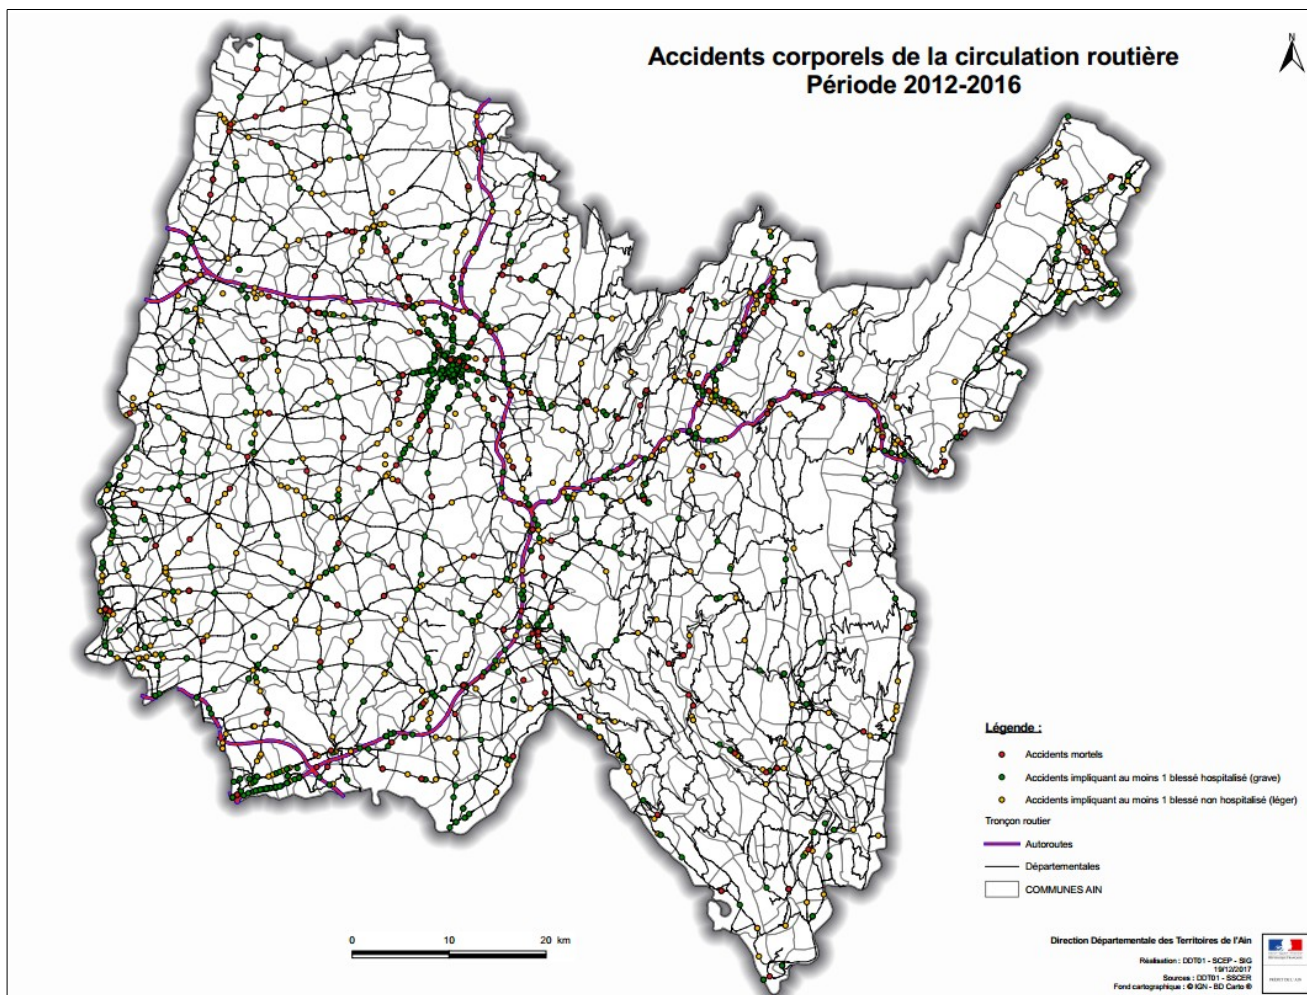 Accidents corporels de la circulation routière
Période 2012-2016
N
Légende :
Accidents mortels
Accidents impliquant au moins 1 blessé hospitalisé (grave)
Accidents impliquant au moins 1 blessé non hospitalisé (léger)
Tronçon routier
Autoroutes
Départementales
COMMUNES AIN
0 10 20 km
Direction Départementale des Territoires de l'Ain
Réalisation : DDT01 - SCEP - SIG
19/12/2017
Sources : DDT01 - SSCER
Fond cartographique : © IGN - BD Carto ®